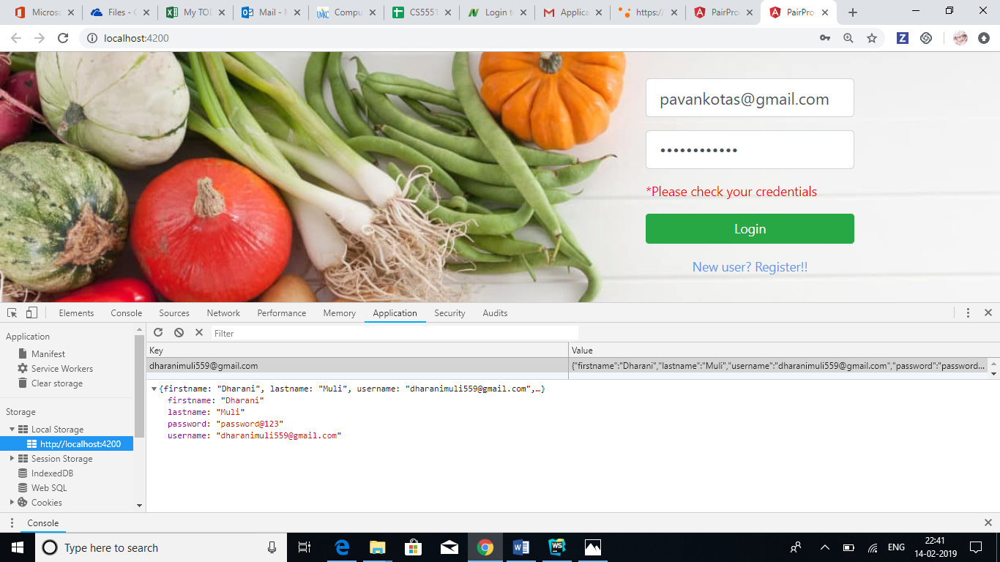 Microso
Files - O
My TOD
Mail - M
UMKC Compu
CS5551
Login to
Applica
https://
PairPro
PairPro
localhost:4200
pavankotas@gmail.com
••••••••••••
*Please check your credentials
Login
New user? Register!!
Elements Console Sources Network Performance Memory Application Security Audits
Application
Manifest
Service Workers
Clear storage
Storage
Local Storage
http://localhost:4200
Session Storage
IndexedDB
Web SQL
Cookies
Filter
Key Value
dharanimuli559@gmail.com {"firstname":"Dharani","lastname":"Muli","username":"dharanimuli559@gmail.com","password":"password...
{firstname: "Dharani", lastname: "Muli", username: "dharanimuli559@gmail.com",…}
firstname: "Dharani"
lastname: "Muli"
password: "password@123"
username: "dharanimuli559@gmail.com"
Console
Type here to search
ENG
22:41
14-02-2019